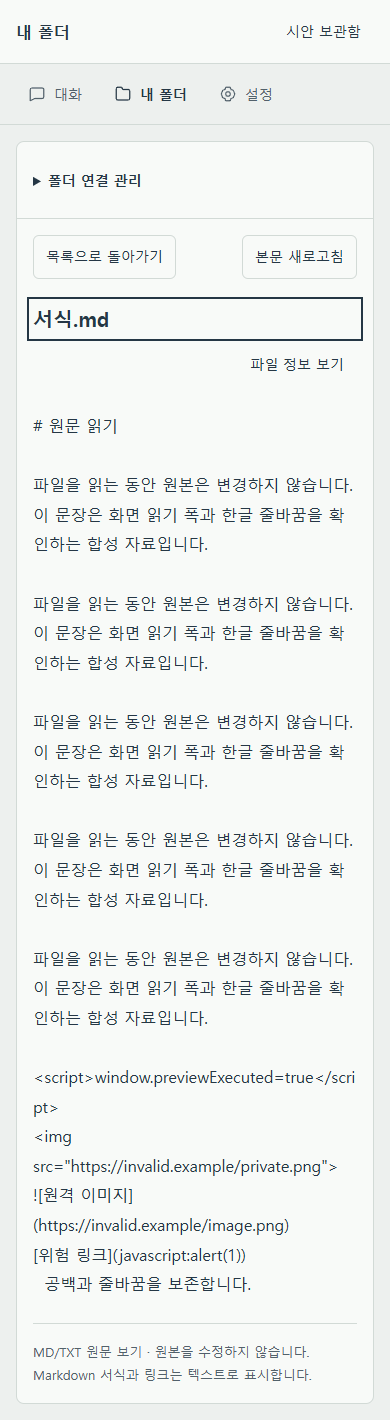 내 폴더
시안 보관함
대화
내 폴더
설정
▶ 폴더 연결 관리
목록으로 돌아가기
본문 새로고침
서식.md
파일 정보 보기
# 원문 읽기
파일을 읽는 동안 원본은 변경하지 않습니다.
이 문장은 화면 읽기 폭과 한글 줄바꿈을 확
인하는 합성 자료입니다.
파일을 읽는 동안 원본은 변경하지 않습니다.
이 문장은 화면 읽기 폭과 한글 줄바꿈을 확
인하는 합성 자료입니다.
파일을 읽는 동안 원본은 변경하지 않습니다.
이 문장은 화면 읽기 폭과 한글 줄바꿈을 확
인하는 합성 자료입니다.
파일을 읽는 동안 원본은 변경하지 않습니다.
이 문장은 화면 읽기 폭과 한글 줄바꿈을 확
인하는 합성 자료입니다.
파일을 읽는 동안 원본은 변경하지 않습니다.
이 문장은 화면 읽기 폭과 한글 줄바꿈을 확
인하는 합성 자료입니다.
<script>window.previewExecuted=true</scri
pt>
<img
src="https://invalid.example/private.png">
![원격 이미지]
(https://invalid.example/image.png)
[위험 링크](javascript:alert(1))
공백과 줄바꿈을 보존합니다.
MD/TXT 원문 보기 · 원본을 수정하지 않습니다.
Markdown 서식과 링크는 텍스트로 표시합니다.